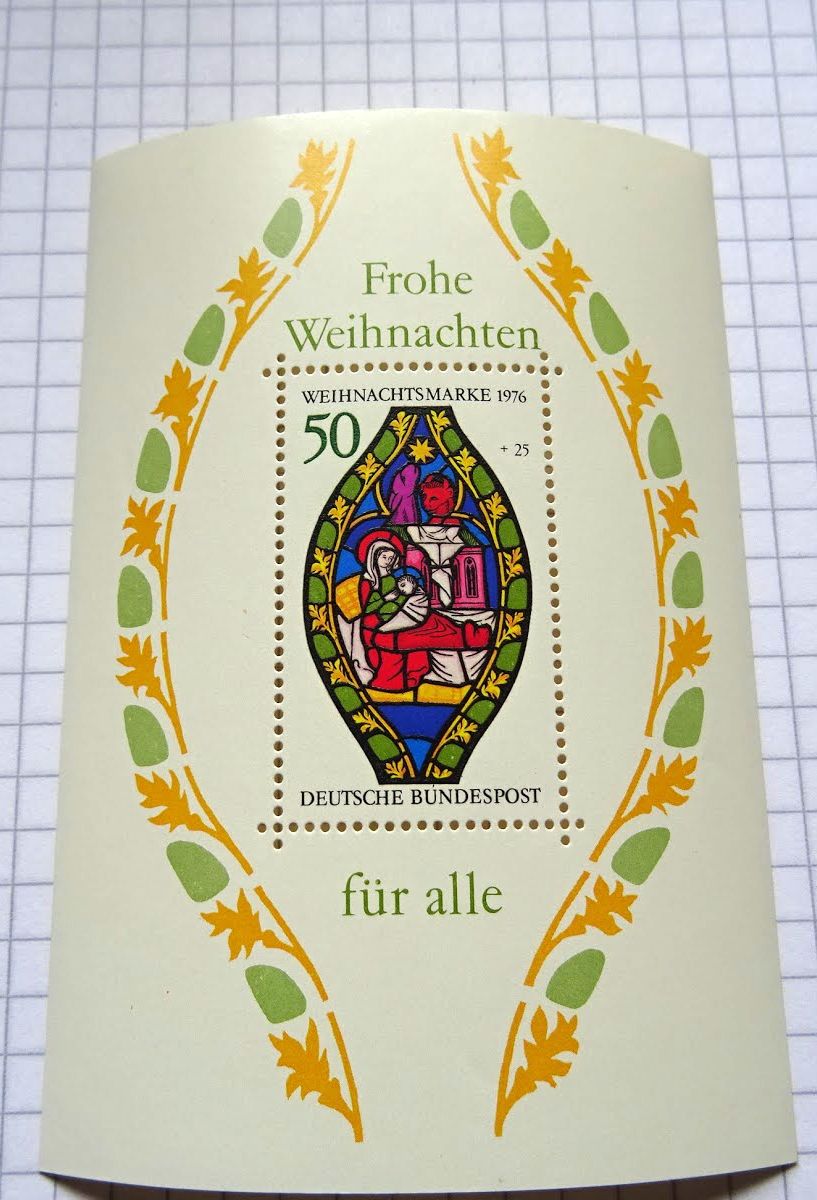 Frohe
Weihnachten
WEIHNACHTSMARKE 1976
50
+ 25
DEUTSCHE BUNDESPOST
für alle